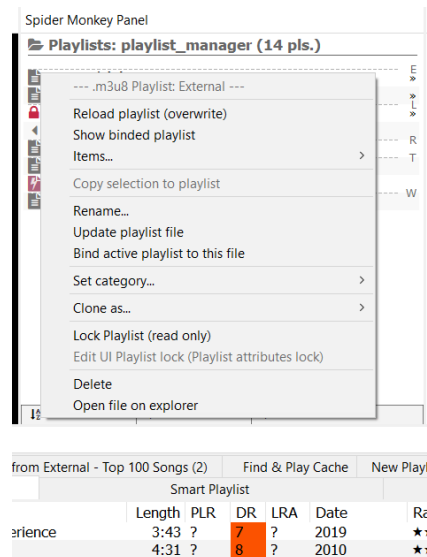 Spider Monkey Panel
Playlists: playlist_manager (14 pls.)
E
--- .m3u8 Playlist: External ---
»
L
Reload playlist (overwrite)
»
Show binded playlist
R
Items...
T
Copy selection to playlist
W
Rename...
Update playlist file
Bind active playlist to this file
Set category...
Clone as...
Lock Playlist (read only)
Edit UI Playlist lock (Playlist attributes lock)
Delete
Open file on explorer
from External - Top 100 Songs (2) Find & Play Cache New Playl
Smart Playlist
Length PLR DR LRA Date Ra
erience 3:43 ? 7 ? 2019 ★★
4:31 ? 8 ? 2010 ★★